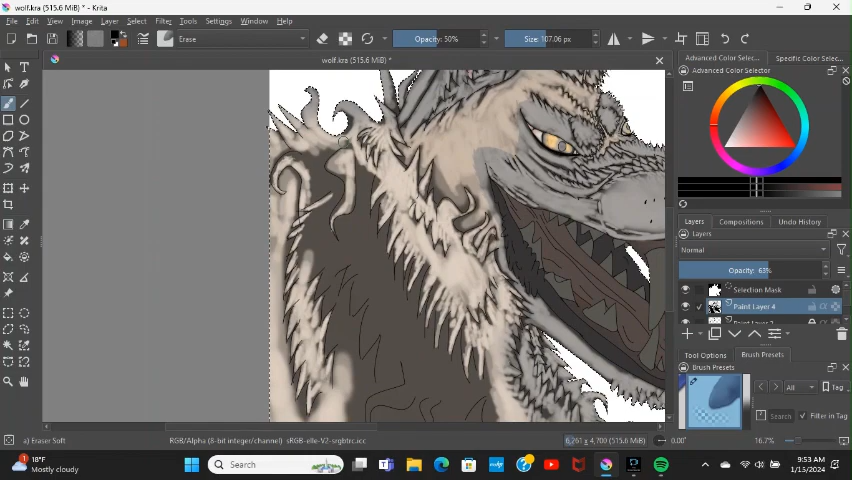 wolf.kra (515.6 MiB) * - Krita
File Edit View Image Layer Select Filter Tools Settings Window Help
Erase
Opacity: 50%
Size: 107.06 px
wolf.kra (515.6 MiB) *
Advanced Color Selec...
Specific Color Selec...
Advanced Color Selector
Layers Compositions Undo History
Layers
Normal
Opacity: 63%
Selection Mask
Paint Layer 4
Tool Options Brush Presets
Brush Presets
All
Tag
Search
Filter in Tag
a) Eraser Soft
RGB/Alpha (8-bit integer/channel) sRGB-elle-V2-srgbtrc.icc
6,261 x 4,700 (515.6 MiB)
0.00°
16.7%
18°F
Mostly cloudy
Search
9:53 AM
1/15/2024